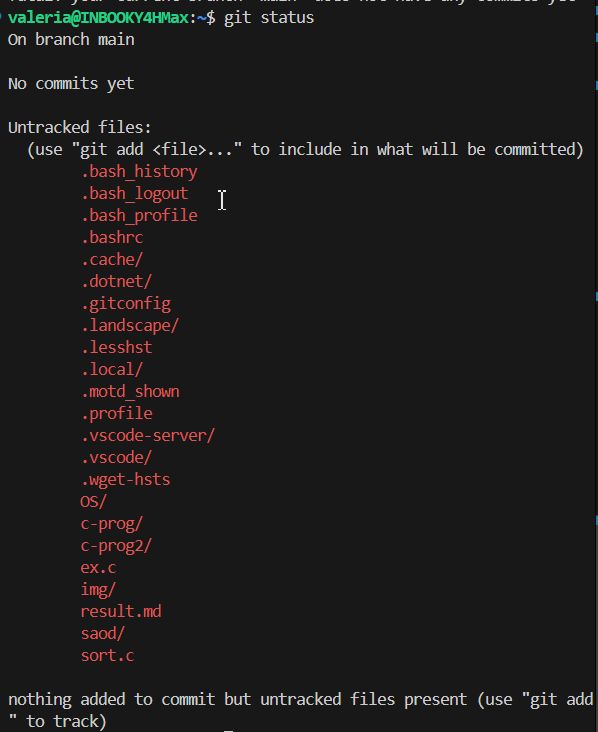 valeria@INBOOKY4HMax:~$ git status
On branch main
No commits yet
Untracked files:
(use "git add <file>..." to include in what will be committed)
.bash_history
.bash_logout
.bash_profile
.bashrc
.cache/
.dotnet/
.gitconfig
.landscape/
.lesshst
.local/
.motd_shown
.profile
.vscode-server/
.vscode/
.wget-hsts
OS/
c-prog/
c-prog2/
ex.c
img/
result.md
saod/
sort.c
nothing added to commit but untracked files present (use "git add
" to track)